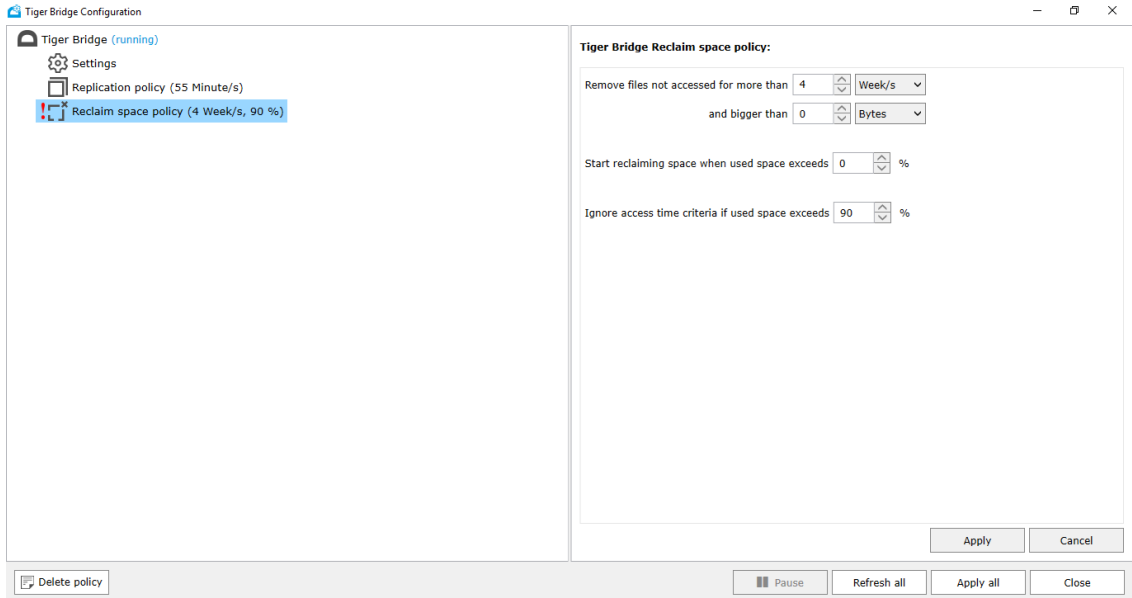 Tiger Bridge Configuration
Tiger Bridge (running)
Settings
Replication policy (55 Minute/s)
Reclaim space policy (4 Week/s, 90 %)
Tiger Bridge Reclaim space policy:
Remove files not accessed for more than 4 Week/s
and bigger than 0 Bytes
Start reclaiming space when used space exceeds 0 %
Ignore access time criteria if used space exceeds 90 %
Apply Cancel
Delete policy Pause Refresh all Apply all Close